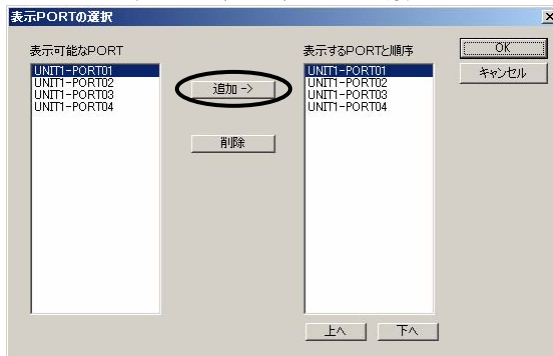 表示PORTの選択
表示可能なPORT
UNIT1-PORT01
UNIT1-PORT02
UNIT1-PORT03
UNIT1-PORT04
追加 ->
削除
表示するPORTと順序
UNIT1-PORT01
UNIT1-PORT02
UNIT1-PORT03
UNIT1-PORT04
上へ
下へ
OK
キャンセル